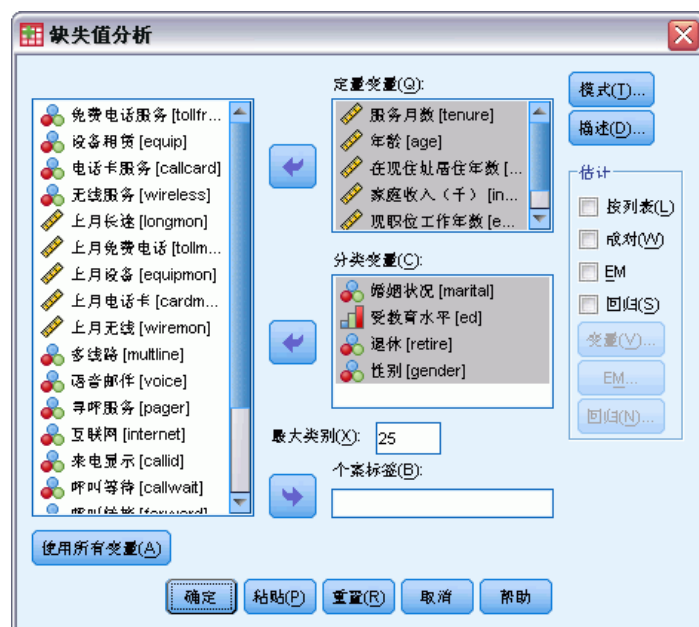 缺失值分析
免费电话服务 [tollfr...
设备租赁 [equip]
电话卡服务 [callcard]
无线服务 [wireless]
上月长途 [longmon]
上月免费电话 [tollm...
上月设备 [equipmon]
上月电话卡 [cardm...
上月无线 [wiremon]
多线路 [multline]
语音邮件 [voice]
寻呼服务 [pager]
互联网 [internet]
来电显示 [callid]
呼叫等待 [callwait]
使用所有变量(A)
定量变量(Q):
服务月数 [tenure]
年龄 [age]
在现住址居住年数 [...
家庭收入（千） [in...
现职位工作年数 [e...
分类变量(C):
婚姻状况 [marital]
受教育水平 [ed]
退休 [retire]
性别 [gender]
最大类别(X): 25
个案标签(B):
模式(T)...
描述(D)...
估计
按列表(L)
成对(W)
EM
回归(S)
变量(V)...
EM...
回归(N)...
确定 粘贴(P) 重置(R) 取消 帮助